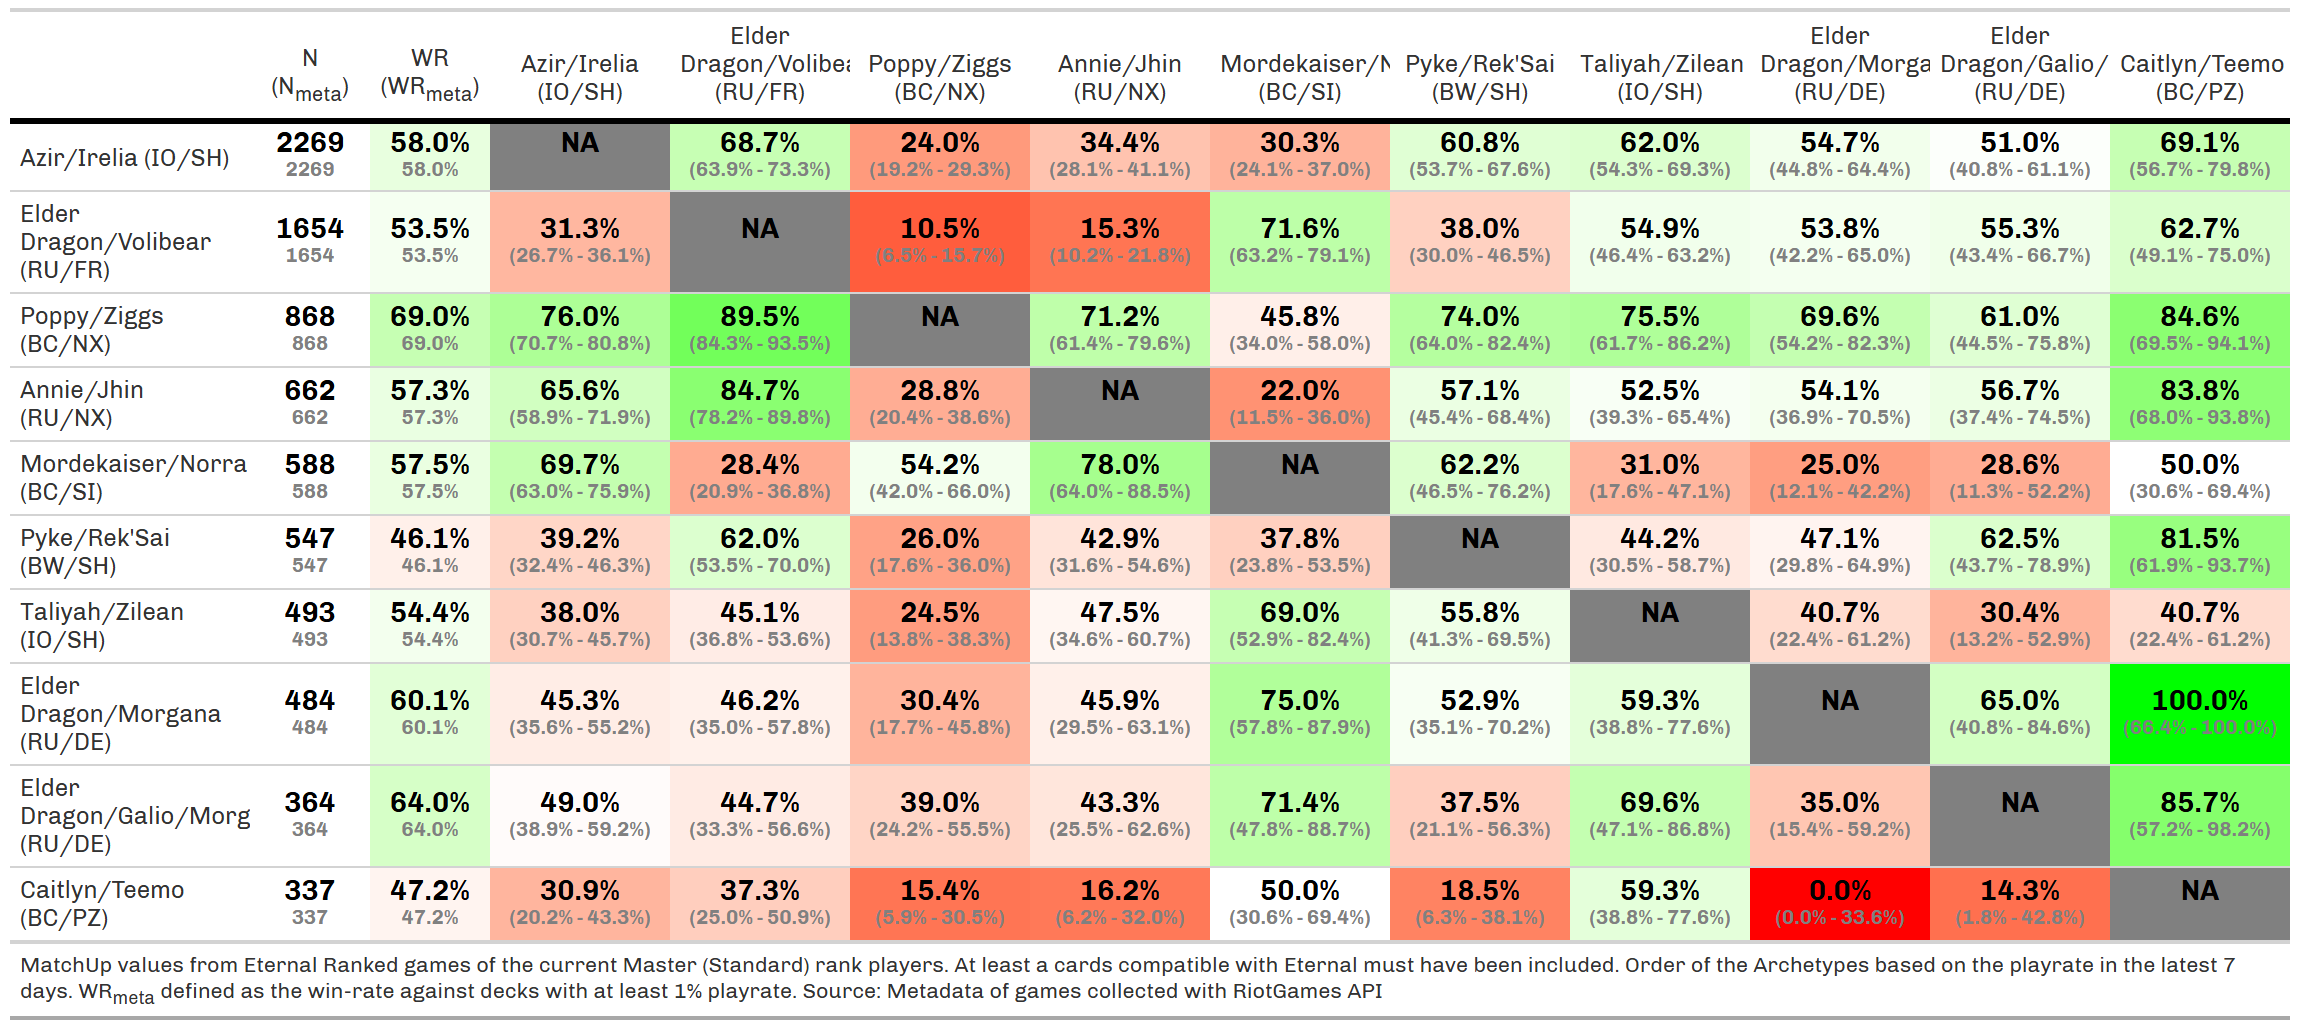 N (N_meta) WR (WR_meta) Azir/Irelia (IO/SH) Elder Dragon/Volibea (RU/FR) Poppy/Ziggs (BC/NX) Annie/Jhin (RU/NX) Mordekaiser/N (BC/SI) Pyke/Rek'Sai (BW/SH) Taliyah/Zilean (IO/SH) Elder Dragon/Morga (RU/DE) Elder Dragon/Galio/ (RU/DE) Caitlyn/Teemo (BC/PZ)
Azir/Irelia (IO/SH) 2269 58.0% NA 68.7% 24.0% 34.4% 30.3% 60.8% 62.0% 54.7% 51.0% 69.1%
2269 58.0% (63.9% - 73.3%) (19.2% - 29.3%) (28.1% - 41.1%) (24.1% - 37.0%) (53.7% - 67.6%) (54.3% - 69.3%) (44.8% - 64.4%) (40.8% - 61.1%) (56.7% - 79.8%)
Elder Dragon/Volibear (RU/FR) 1654 53.5% 31.3% NA 10.5% 15.3% 71.6% 38.0% 54.9% 53.8% 55.3% 62.7%
1654 53.5% (26.7% - 36.1%) (6.5% - 15.7%) (10.2% - 21.8%) (63.2% - 79.1%) (30.0% - 46.5%) (46.4% - 63.2%) (42.2% - 65.0%) (43.4% - 66.7%) (49.1% - 75.0%)
Poppy/Ziggs (BC/NX) 868 69.0% 76.0% 89.5% NA 71.2% 45.8% 74.0% 75.5% 69.6% 61.0% 84.6%
868 69.0% (70.7% - 80.8%) (84.3% - 93.5%) (61.4% - 79.6%) (34.0% - 58.0%) (64.0% - 82.4%) (61.7% - 86.2%) (54.2% - 82.3%) (44.5% - 75.8%) (69.5% - 94.1%)
Annie/Jhin (RU/NX) 662 57.3% 65.6% 84.7% 28.8% NA 22.0% 57.1% 52.5% 54.1% 56.7% 83.8%
662 57.3% (58.9% - 71.9%) (78.2% - 89.8%) (20.4% - 38.6%) (11.5% - 36.0%) (45.4% - 68.4%) (39.3% - 65.4%) (36.9% - 70.5%) (37.4% - 74.5%) (68.0% - 93.8%)
Mordekaiser/Norra (BC/SI) 588 57.5% 69.7% 28.4% 54.2% 78.0% NA 62.2% 31.0% 25.0% 28.6% 50.0%
588 57.5% (63.0% - 75.9%) (20.9% - 36.8%) (42.0% - 66.0%) (64.0% - 88.5%) (46.5% - 76.2%) (17.6% - 47.1%) (12.1% - 42.2%) (11.3% - 52.2%) (30.6% - 69.4%)
Pyke/Rek'Sai (BW/SH) 547 46.1% 39.2% 62.0% 26.0% 42.9% 37.8% NA 44.2% 47.1% 62.5% 81.5%
547 46.1% (32.4% - 46.3%) (53.5% - 70.0%) (17.6% - 36.0%) (31.6% - 54.6%) (23.8% - 53.5%) (30.5% - 58.7%) (29.8% - 64.9%) (43.7% - 78.9%) (61.9% - 93.7%)
Taliyah/Zilean (IO/SH) 493 54.4% 38.0% 45.1% 24.5% 47.5% 69.0% 55.8% NA 40.7% 30.4% 40.7%
493 54.4% (30.7% - 45.7%) (36.8% - 53.6%) (13.8% - 38.3%) (34.6% - 60.7%) (52.9% - 82.4%) (41.3% - 69.5%) (22.4% - 61.2%) (13.2% - 52.9%) (22.4% - 61.2%)
Elder Dragon/Morgana (RU/DE) 484 60.1% 45.3% 46.2% 30.4% 45.9% 75.0% 52.9% 59.3% NA 65.0% 100.0%
484 60.1% (35.6% - 55.2%) (35.0% - 57.8%) (17.7% - 45.8%) (29.5% - 63.1%) (57.8% - 87.9%) (35.1% - 70.2%) (38.8% - 77.6%) (40.8% - 84.6%) (66.4% - 100.0%)
Elder Dragon/Galio/Morg (RU/DE) 364 64.0% 49.0% 44.7% 39.0% 43.3% 71.4% 37.5% 69.6% 35.0% NA 85.7%
364 64.0% (38.9% - 59.2%) (33.3% - 56.6%) (24.2% - 55.5%) (25.5% - 62.6%) (47.8% - 88.7%) (21.1% - 56.3%) (47.1% - 86.8%) (15.4% - 59.2%) (57.2% - 98.2%)
Caitlyn/Teemo (BC/PZ) 337 47.2% 30.9% 37.3% 15.4% 16.2% 50.0% 18.5% 59.3% 0.0% 14.3% NA
337 47.2% (20.2% - 43.3%) (25.0% - 50.9%) (5.9% - 30.5%) (6.2% - 32.0%) (30.6% - 69.4%) (6.3% - 38.1%) (38.8% - 77.6%) (0.0% - 33.6%) (1.8% - 42.8%)
MatchUp values from Eternal Ranked games of the current Master (Standard) rank players. At least a cards compatible with Eternal must have been included. Order of the Archetypes based on the playrate in the latest 7
days. WR_meta defined as the win-rate against decks with at least 1% playrate. Source: Metadata of games collected with RiotGames API